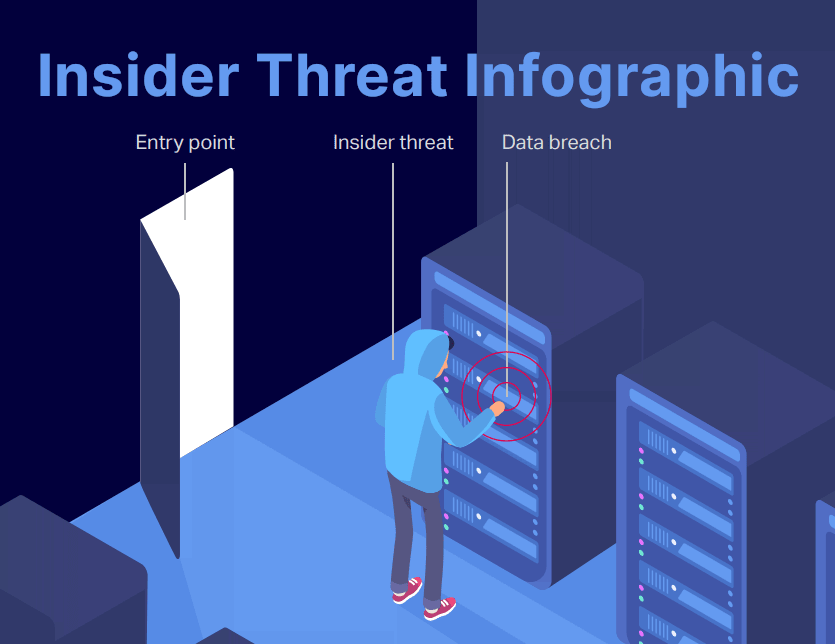 Insider Threat Infographic
Entry point
Insider threat
Data breach